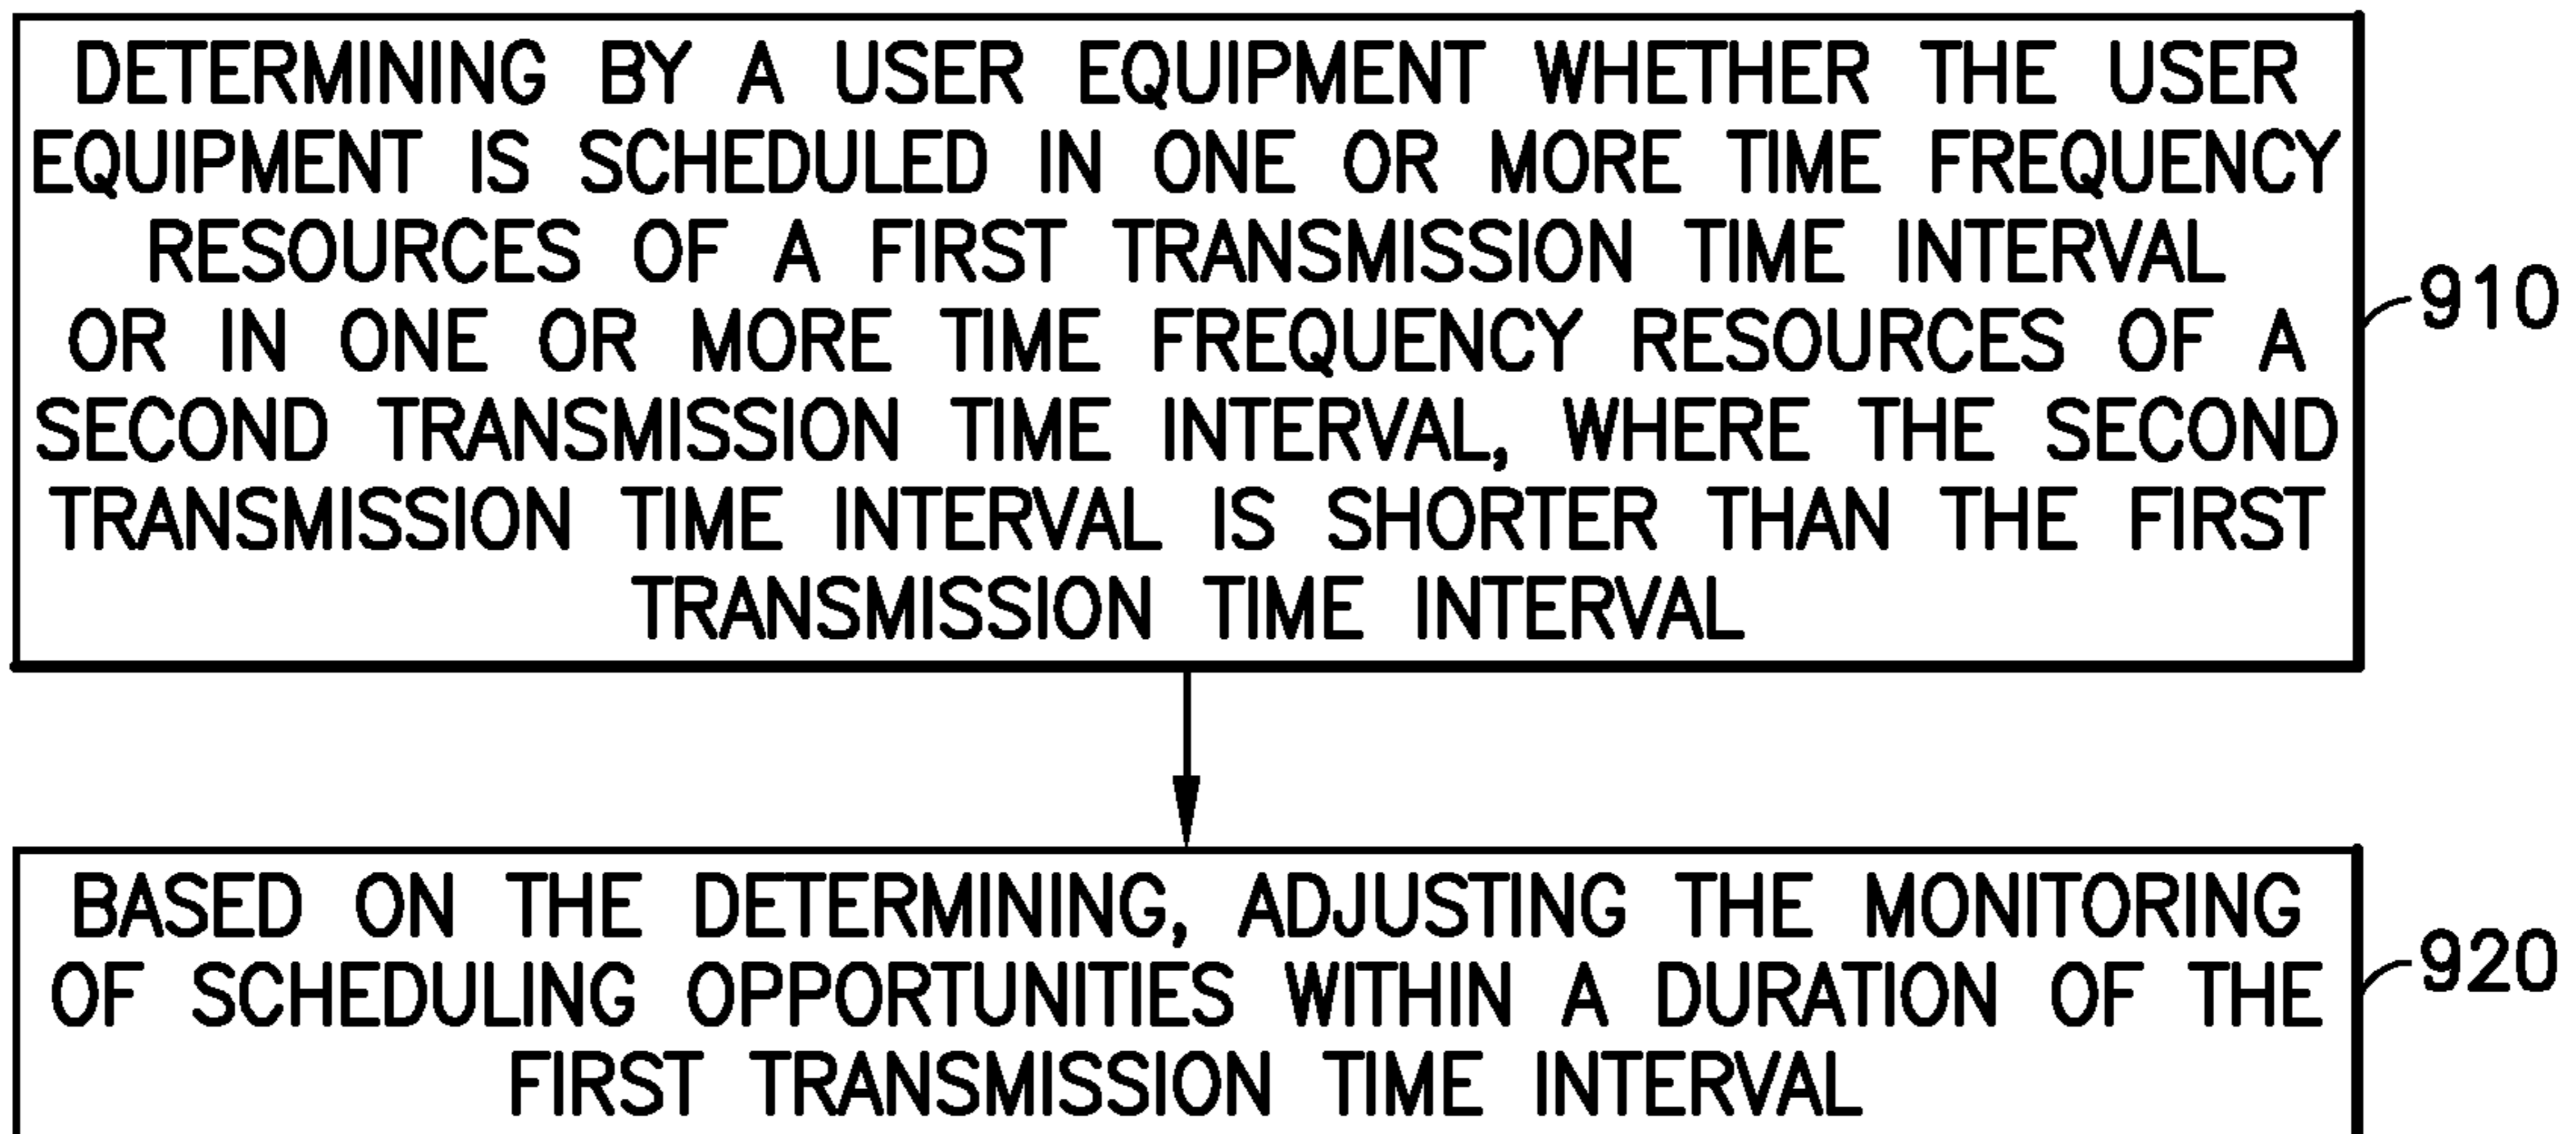 DETERMINING BY A USER EQUIPMENT WHETHER THE USER
EQUIPMENT IS SCHEDULED IN ONE OR MORE TIME FREQUENCY
RESOURCES OF A FIRST TRANSMISSION TIME INTERVAL
OR IN ONE OR MORE TIME FREQUENCY RESOURCES OF A
SECOND TRANSMISSION TIME INTERVAL, WHERE THE SECOND
TRANSMISSION TIME INTERVAL IS SHORTER THAN THE FIRST
TRANSMISSION TIME INTERVAL
910
BASED ON THE DETERMINING, ADJUSTING THE MONITORING
OF SCHEDULING OPPORTUNITIES WITHIN A DURATION OF THE
FIRST TRANSMISSION TIME INTERVAL
920